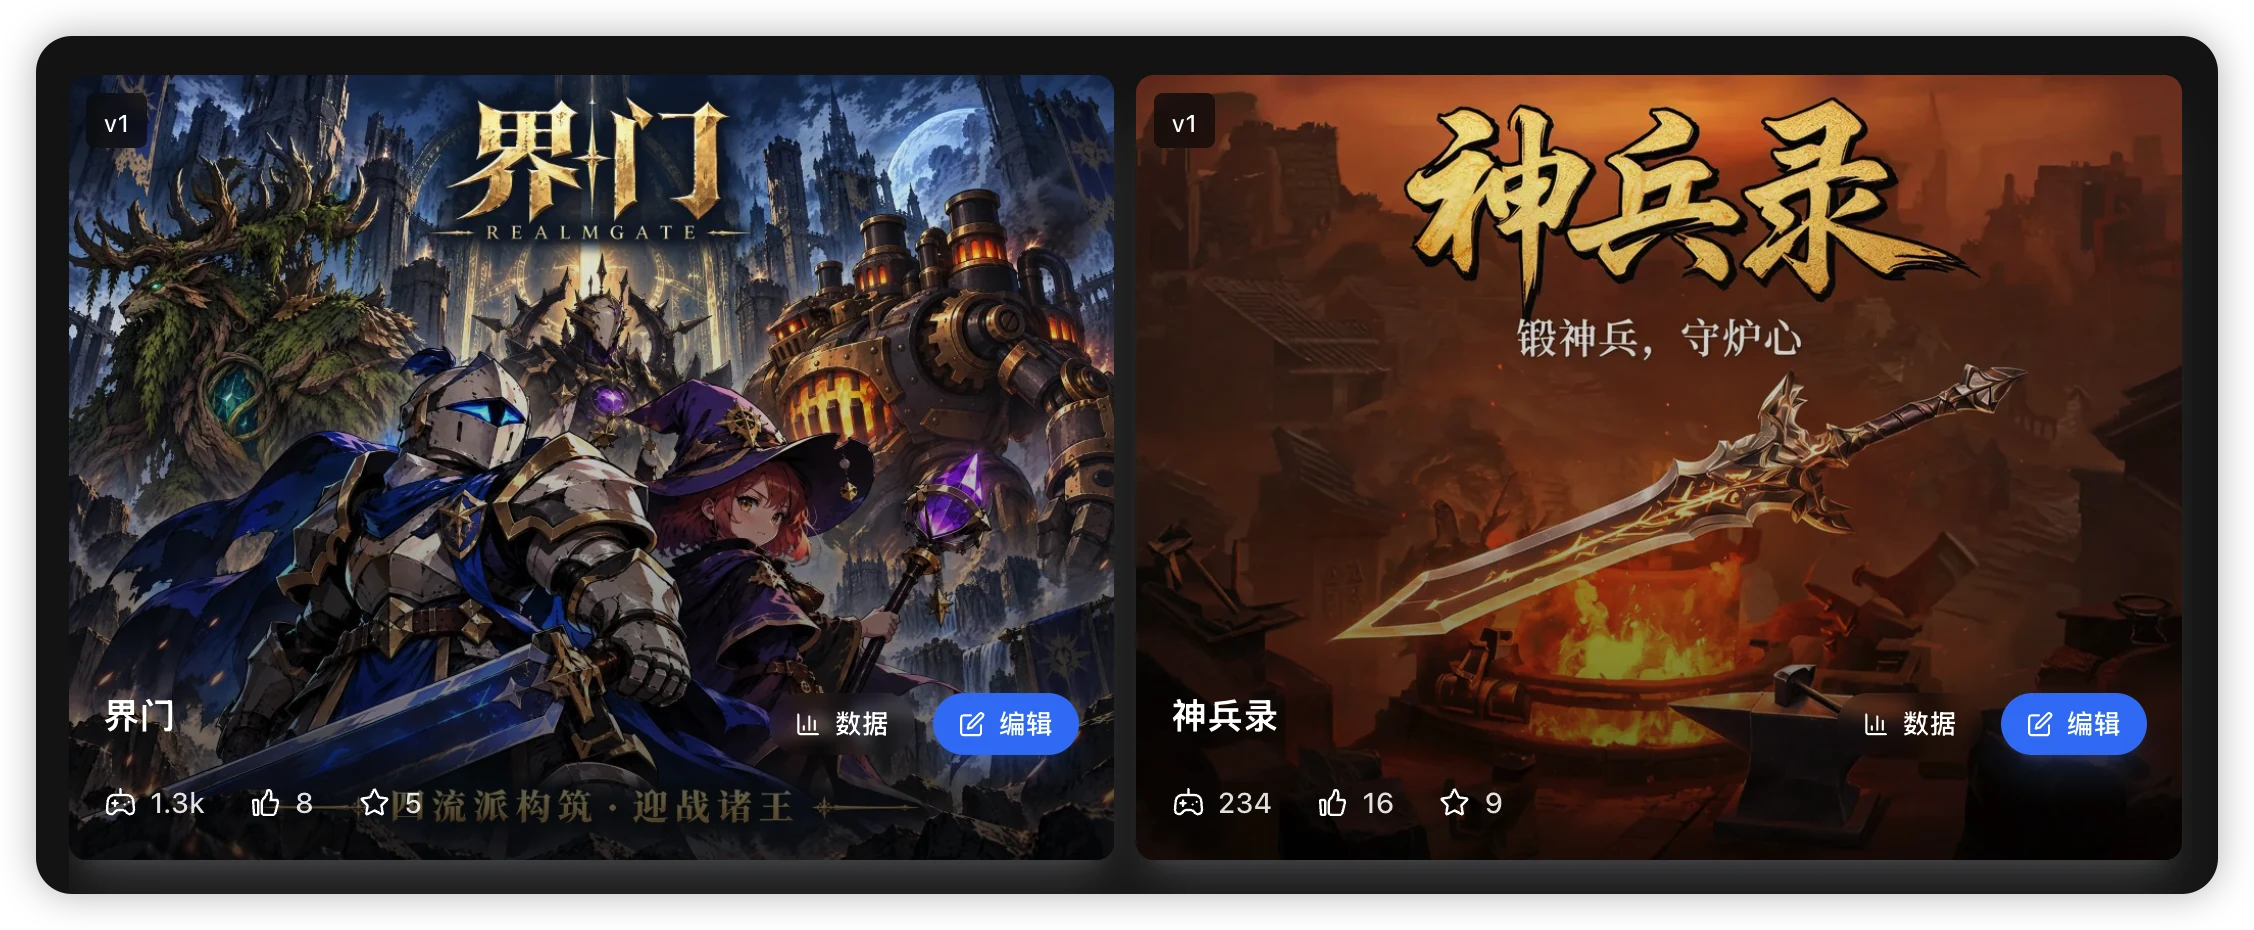 v1
界门
REALMGATE
界门
数据
编辑
1.3k
8
5
四流派构筑·迎战诸王
v1
神兵录
锻神兵，守炉心
神兵录
数据
编辑
234
16
9